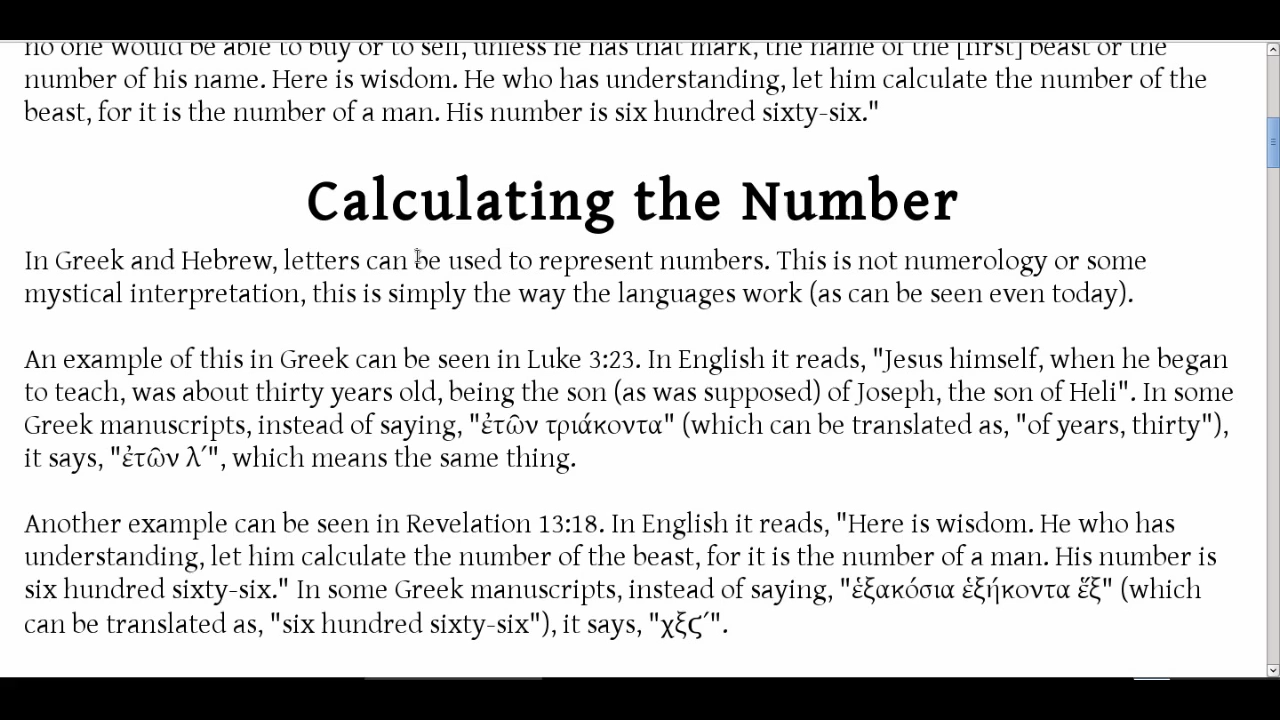 no one would be able to buy or to sell, unless he has that mark, the name of the [first] beast or the
number of his name. Here is wisdom. He who has understanding, let him calculate the number of the
beast, for it is the number of a man. His number is six hundred sixty-six."
Calculating the Number
In Greek and Hebrew, letters can be used to represent numbers. This is not numerology or some
mystical interpretation, this is simply the way the languages work (as can be seen even today).
An example of this in Greek can be seen in Luke 3:23. In English it reads, "Jesus himself, when he began
to teach, was about thirty years old, being the son (as was supposed) of Joseph, the son of Heli". In some
Greek manuscripts, instead of saying, "ἐτῶν τριάκοντα" (which can be translated as, "of years, thirty"),
it says, "ἐτῶν λ´", which means the same thing.
Another example can be seen in Revelation 13:18. In English it reads, "Here is wisdom. He who has
understanding, let him calculate the number of the beast, for it is the number of a man. His number is
six hundred sixty-six." In some Greek manuscripts, instead of saying, "ἑξακόσια ἑξήκοντα ἕξ" (which
can be translated as, "six hundred sixty-six"), it says, "χξϛ´".